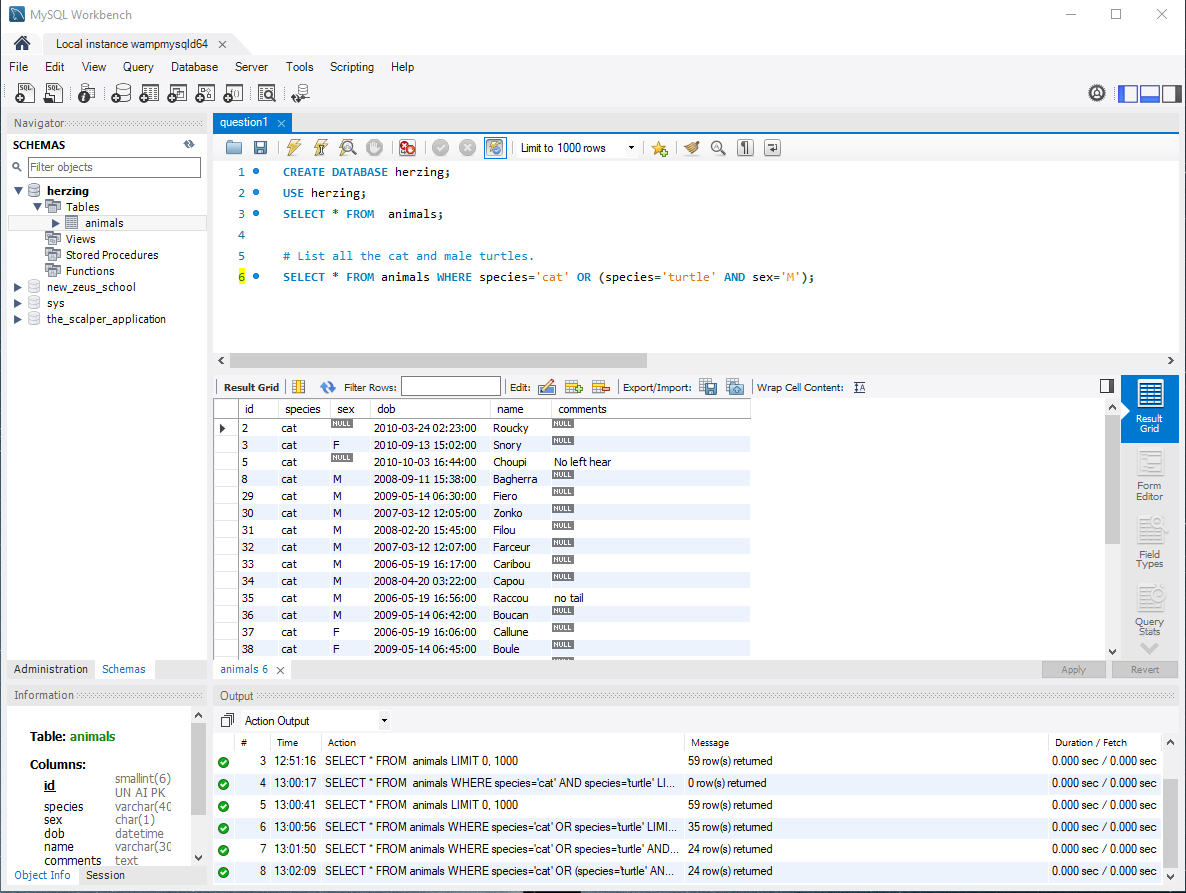 MySQL Workbench
Local instance wampmysqld64
File Edit View Query Database Server Tools Scripting Help
Navigator
SCHEMAS
Filter objects
herzing
Tables
animals
Views
Stored Procedures
Functions
new_zeus_school
sys
the_scalper_application
Administration Schemas
Information
Table: animals
Columns:
id smallint(6)
UN AI PK
species varchar(40
sex char(1)
dob datetime
name varchar(30
comments text
Object Info Session
question1
Limit to 1000 rows
1 CREATE DATABASE herzing;
2 USE herzing;
3 SELECT * FROM  animals;
4
5 # List all the cat and male turtles.
6 SELECT * FROM animals WHERE species='cat' OR (species='turtle' AND sex='M');
Result Grid Filter Rows: Edit: Export/Import: Wrap Cell Content:
id species sex dob name comments
2 cat NULL 2010-03-24 02:23:00 Roucky NULL
3 cat F 2010-09-13 15:02:00 Snory NULL
5 cat NULL 2010-10-03 16:44:00 Choupi No left hear
8 cat M 2008-09-11 15:38:00 Bagherra NULL
29 cat M 2009-05-14 06:30:00 Fiero NULL
30 cat M 2007-03-12 12:05:00 Zonko NULL
31 cat M 2008-02-20 15:45:00 Filou NULL
32 cat M 2007-03-12 12:07:00 Farceur NULL
33 cat M 2006-05-19 16:17:00 Caribou NULL
34 cat M 2008-04-20 03:22:00 Capou NULL
35 cat M 2006-05-19 16:56:00 Raccou no tail
36 cat M 2009-05-14 06:42:00 Boucan NULL
37 cat F 2006-05-19 16:06:00 Callune NULL
38 cat F 2009-05-14 06:45:00 Boule NULL
Result
Grid
Form
Editor
Field
Types
Query
Stats
animals 6
Apply Revert
Output
Action Output
# Time Action Message Duration / Fetch
3 12:51:16 SELECT * FROM  animals LIMIT 0, 1000 59 row(s) returned 0.000 sec / 0.000 sec
4 13:00:17 SELECT * FROM animals WHERE species='cat' AND species='turtle' LI... 0 row(s) returned 0.000 sec / 0.000 sec
5 13:00:41 SELECT * FROM  animals LIMIT 0, 1000 59 row(s) returned 0.000 sec / 0.000 sec
6 13:00:56 SELECT * FROM animals WHERE species='cat' OR species='turtle' LIMI... 35 row(s) returned 0.000 sec / 0.000 sec
7 13:01:50 SELECT * FROM animals WHERE species='cat' OR species='turtle' AND... 24 row(s) returned 0.000 sec / 0.000 sec
8 13:02:09 SELECT * FROM animals WHERE species='cat' OR (species='turtle' AN... 24 row(s) returned 0.000 sec / 0.000 sec